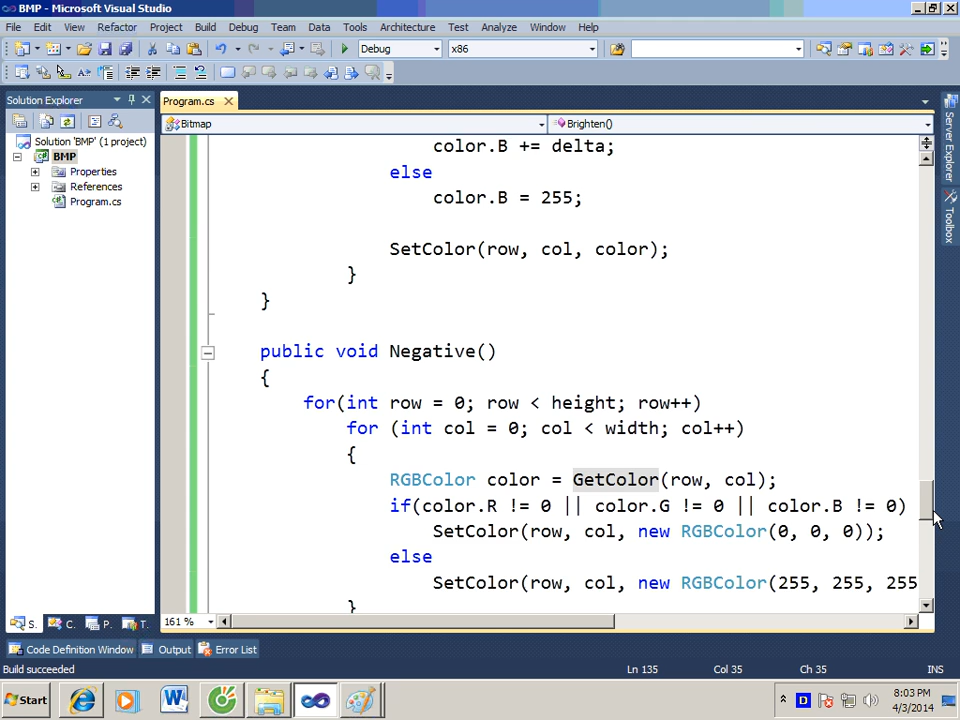 BMP - Microsoft Visual Studio
File Edit View Refactor Project Build Debug Team Data Tools Architecture Test Analyze Window Help
Debug x86
Solution Explorer
Program.cs
Bitmap Brighten()
Solution 'BMP' (1 project)
BMP
Properties
References
Program.cs
color.B += delta;
else
color.B = 255;
SetColor(row, col, color);
}
}
public void Negative()
{
for(int row = 0; row < height; row++)
for (int col = 0; col < width; col++)
{
RGBColor color = GetColor(row, col);
if(color.R != 0 || color.G != 0 || color.B != 0)
SetColor(row, col, new RGBColor(0, 0, 0));
else
SetColor(row, col, new RGBColor(255, 255, 255
}
Server Explorer
Toolbox
S. C. P. T.
161 %
Code Definition Window Output Error List
Build succeeded
Ln 135 Col 35 Ch 35 INS
Start
D
8:03 PM
4/3/2014